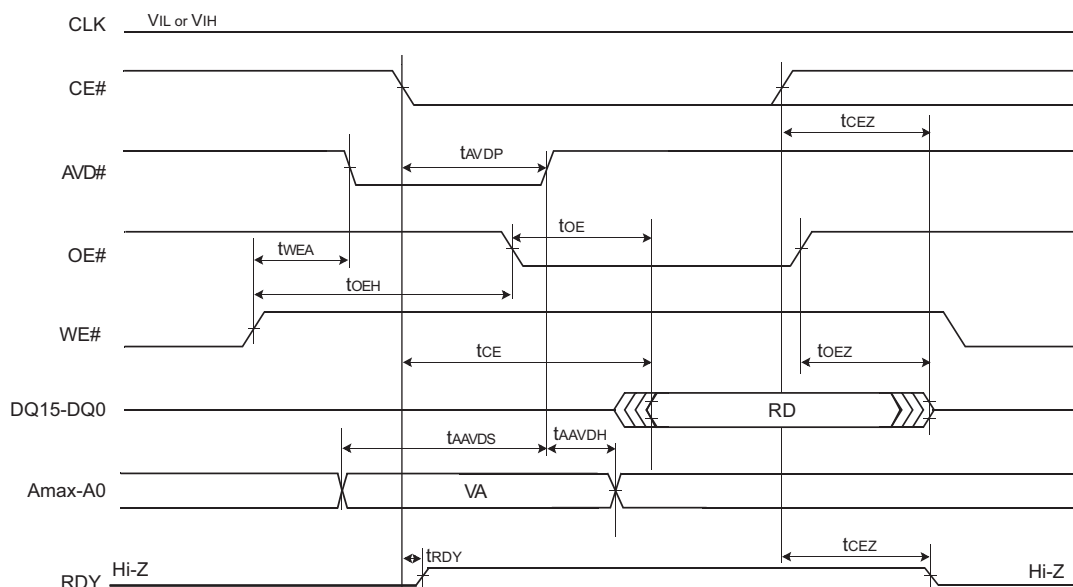 CLK VIL or VIH
CE#
tCEZ
AVD# tAVDP
OE# tWEA tOE
tOEH
WE#
tCE tOEZ
DQ15-DQ0 RD
tAAVDS tAAVDH
Amax-A0 VA
tRDY tCEZ
RDY Hi-Z Hi-Z